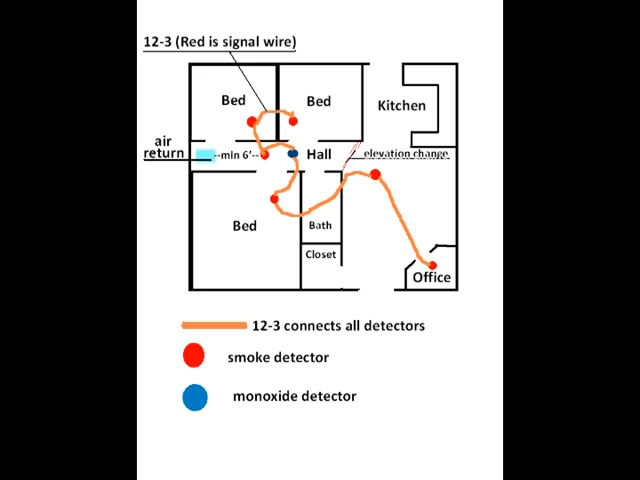 12-3 (Red is signal wire)
Bed
Bed
Kitchen
air
return
--min 6'--
Hall
elevation change
Bed
Bath
Closet
Office
12-3 connects all detectors
smoke detector
monoxide detector